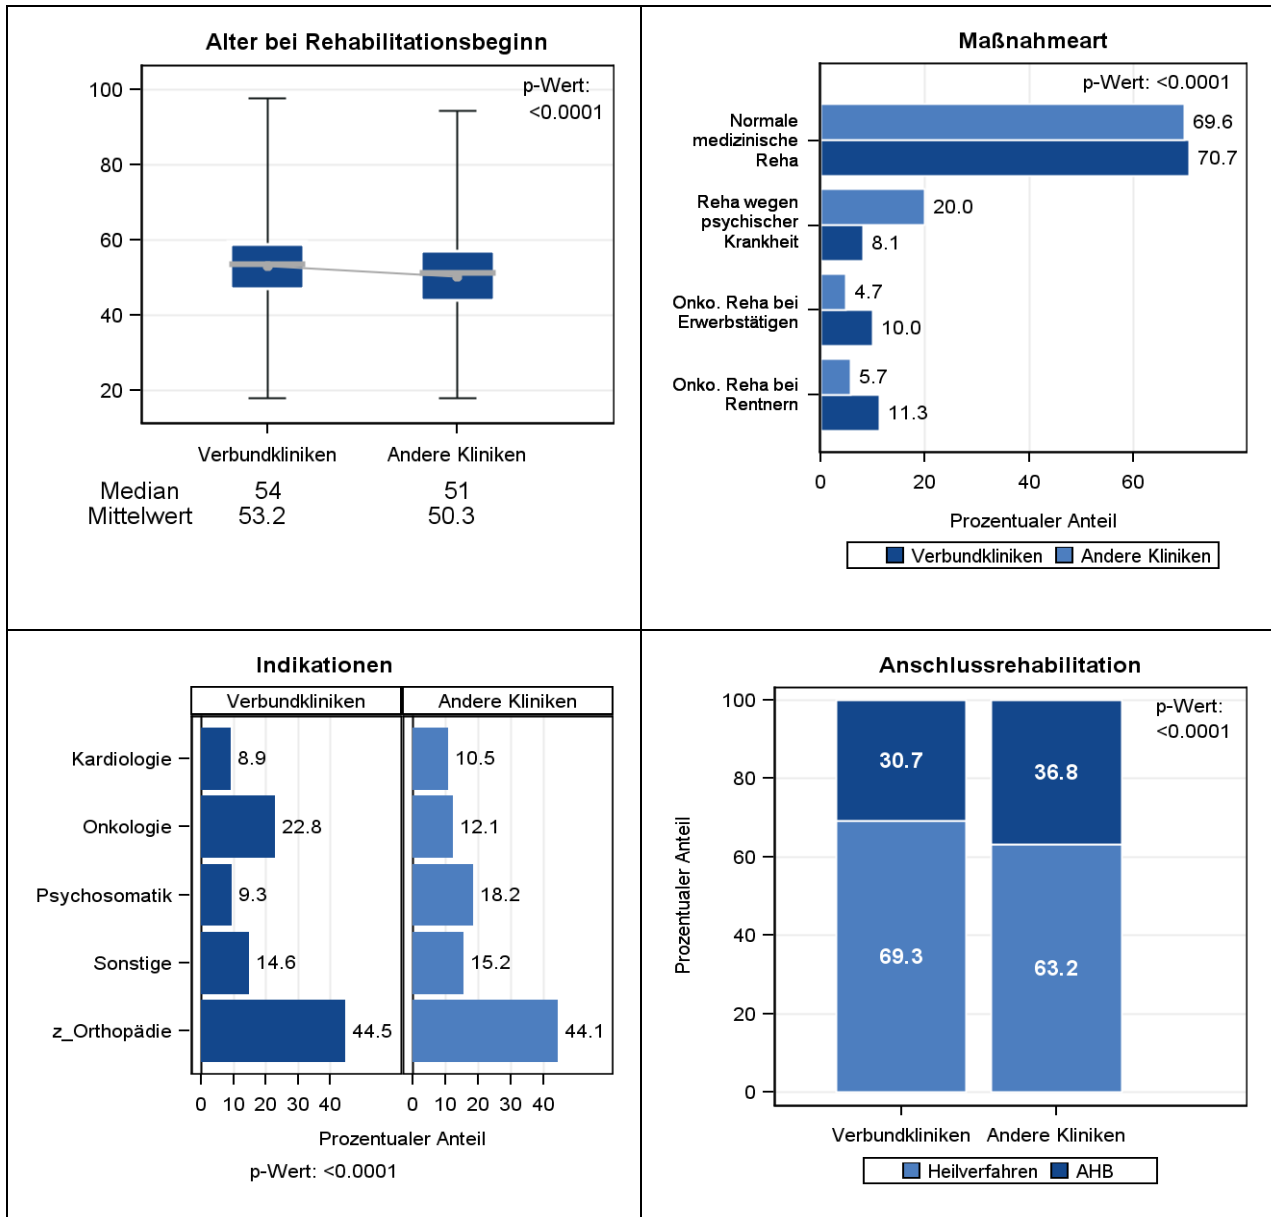 Alter bei Rehabilitationsbeginn
p-Wert:
<0.0001
100
80
60
40
20
Verbundkliniken Andere Kliniken
Median 54 51
Mittelwert 53.2 50.3
Maßnahmeart
p-Wert: <0.0001
Normale
medizinische
Reha
69.6
70.7
Reha wegen
psychischer
Krankheit
20.0
8.1
Onko. Reha bei
Erwerbstätigen
4.7
10.0
Onko. Reha bei
Rentnern
5.7
11.3
0 20 40 60
Prozentualer Anteil
Verbundkliniken Andere Kliniken
Indikationen
Verbundkliniken Andere Kliniken
Kardiologie 8.9 10.5
Onkologie 22.8 12.1
Psychosomatik 9.3 18.2
Sonstige 14.6 15.2
z_Orthopädie 44.5 44.1
0 10 20 30 40 0 10 20 30 40
Prozentualer Anteil
p-Wert: <0.0001
Anschlussrehabilitation
p-Wert:
<0.0001
Prozentualer Anteil
100
80
60
40
20
0
30.7 36.8
69.3 63.2
Verbundkliniken Andere Kliniken
Heilverfahren AHB